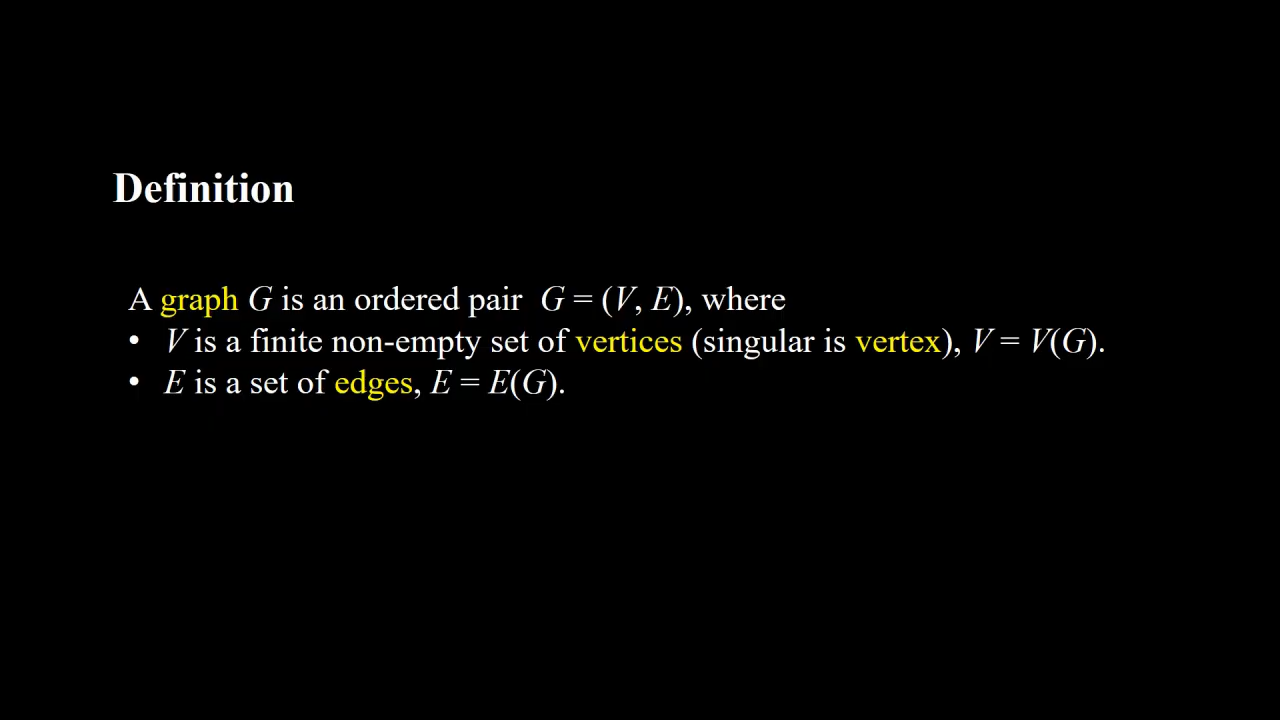 Definition
A graph G is an ordered pair G = (V, E), where
• V is a finite non-empty set of vertices (singular is vertex), V = V(G).
• E is a set of edges, E = E(G).